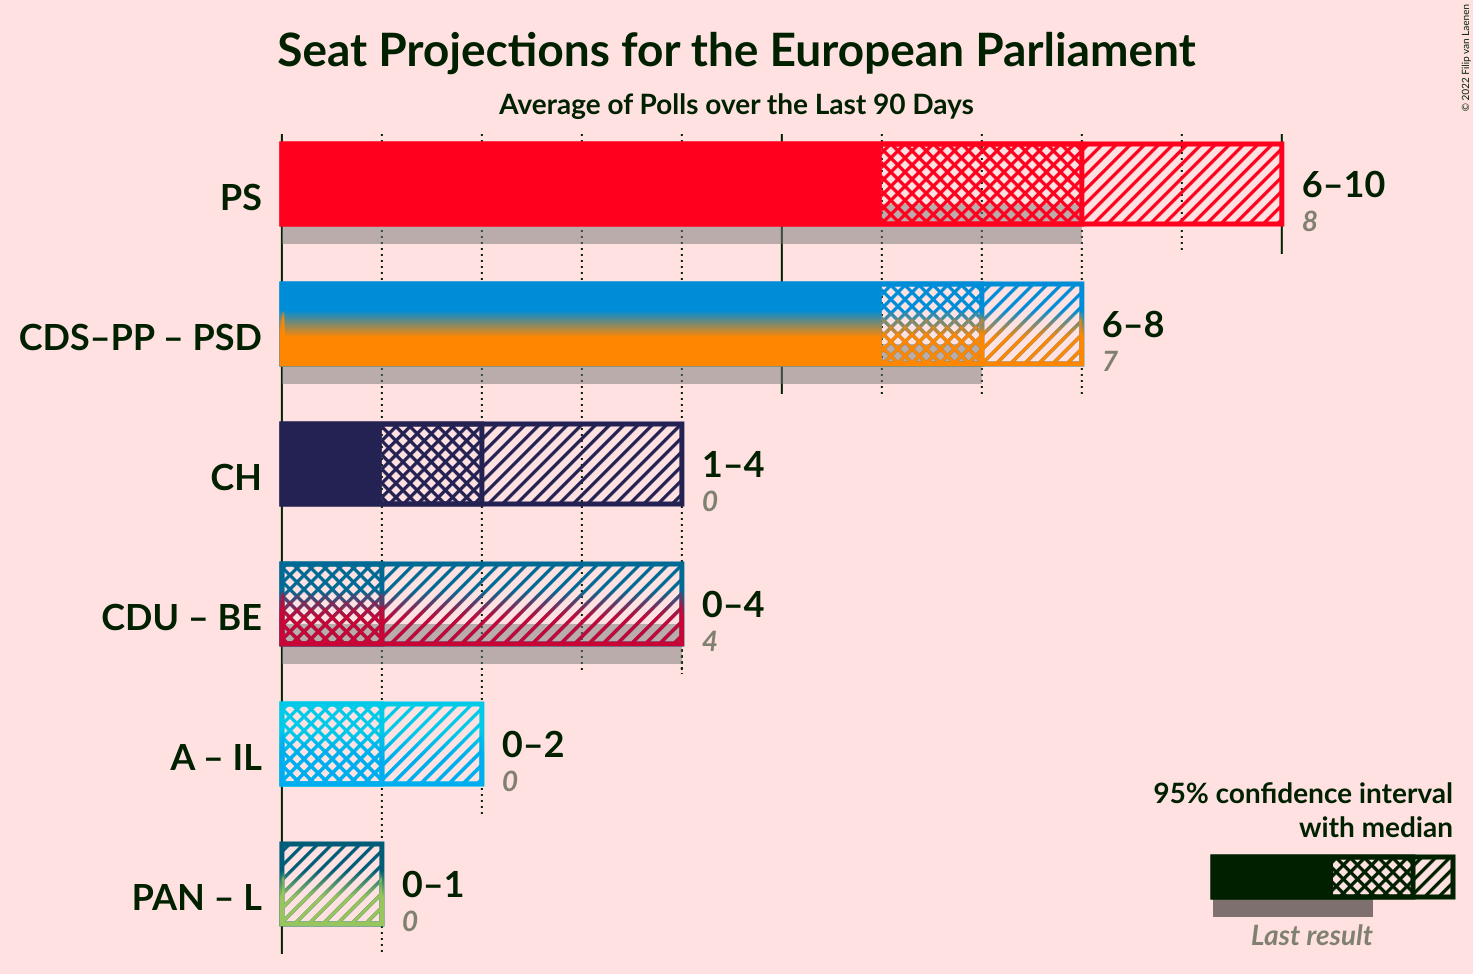 Seat Projections for the European Parliament
Average of Polls over the Last 90 Days
© 2022 Filip van Laenen
PS
6–10
8
CDS–PP – PSD
6–8
7
CH
1–4
0
CDU – BE
0–4
4
A – IL
0–2
0
PAN – L
0–1
0
95% confidence interval
with median
Last result